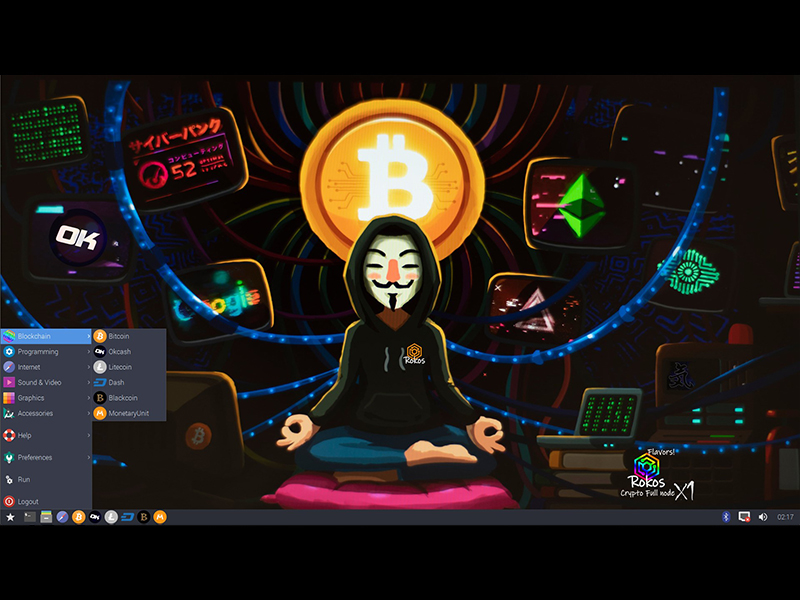 サイバーパンク
コンピューティング
52
OK
Google
Rokos
Blockchain
Programming
Internet
Sound & Video
Graphics
Accessories
Help
Preferences
Run
Logout
Bitcoin
Okcash
Litecoin
Dash
Blackcoin
MonetaryUnit
Flavors!
Rokos
Crypto Full node X1
02:17